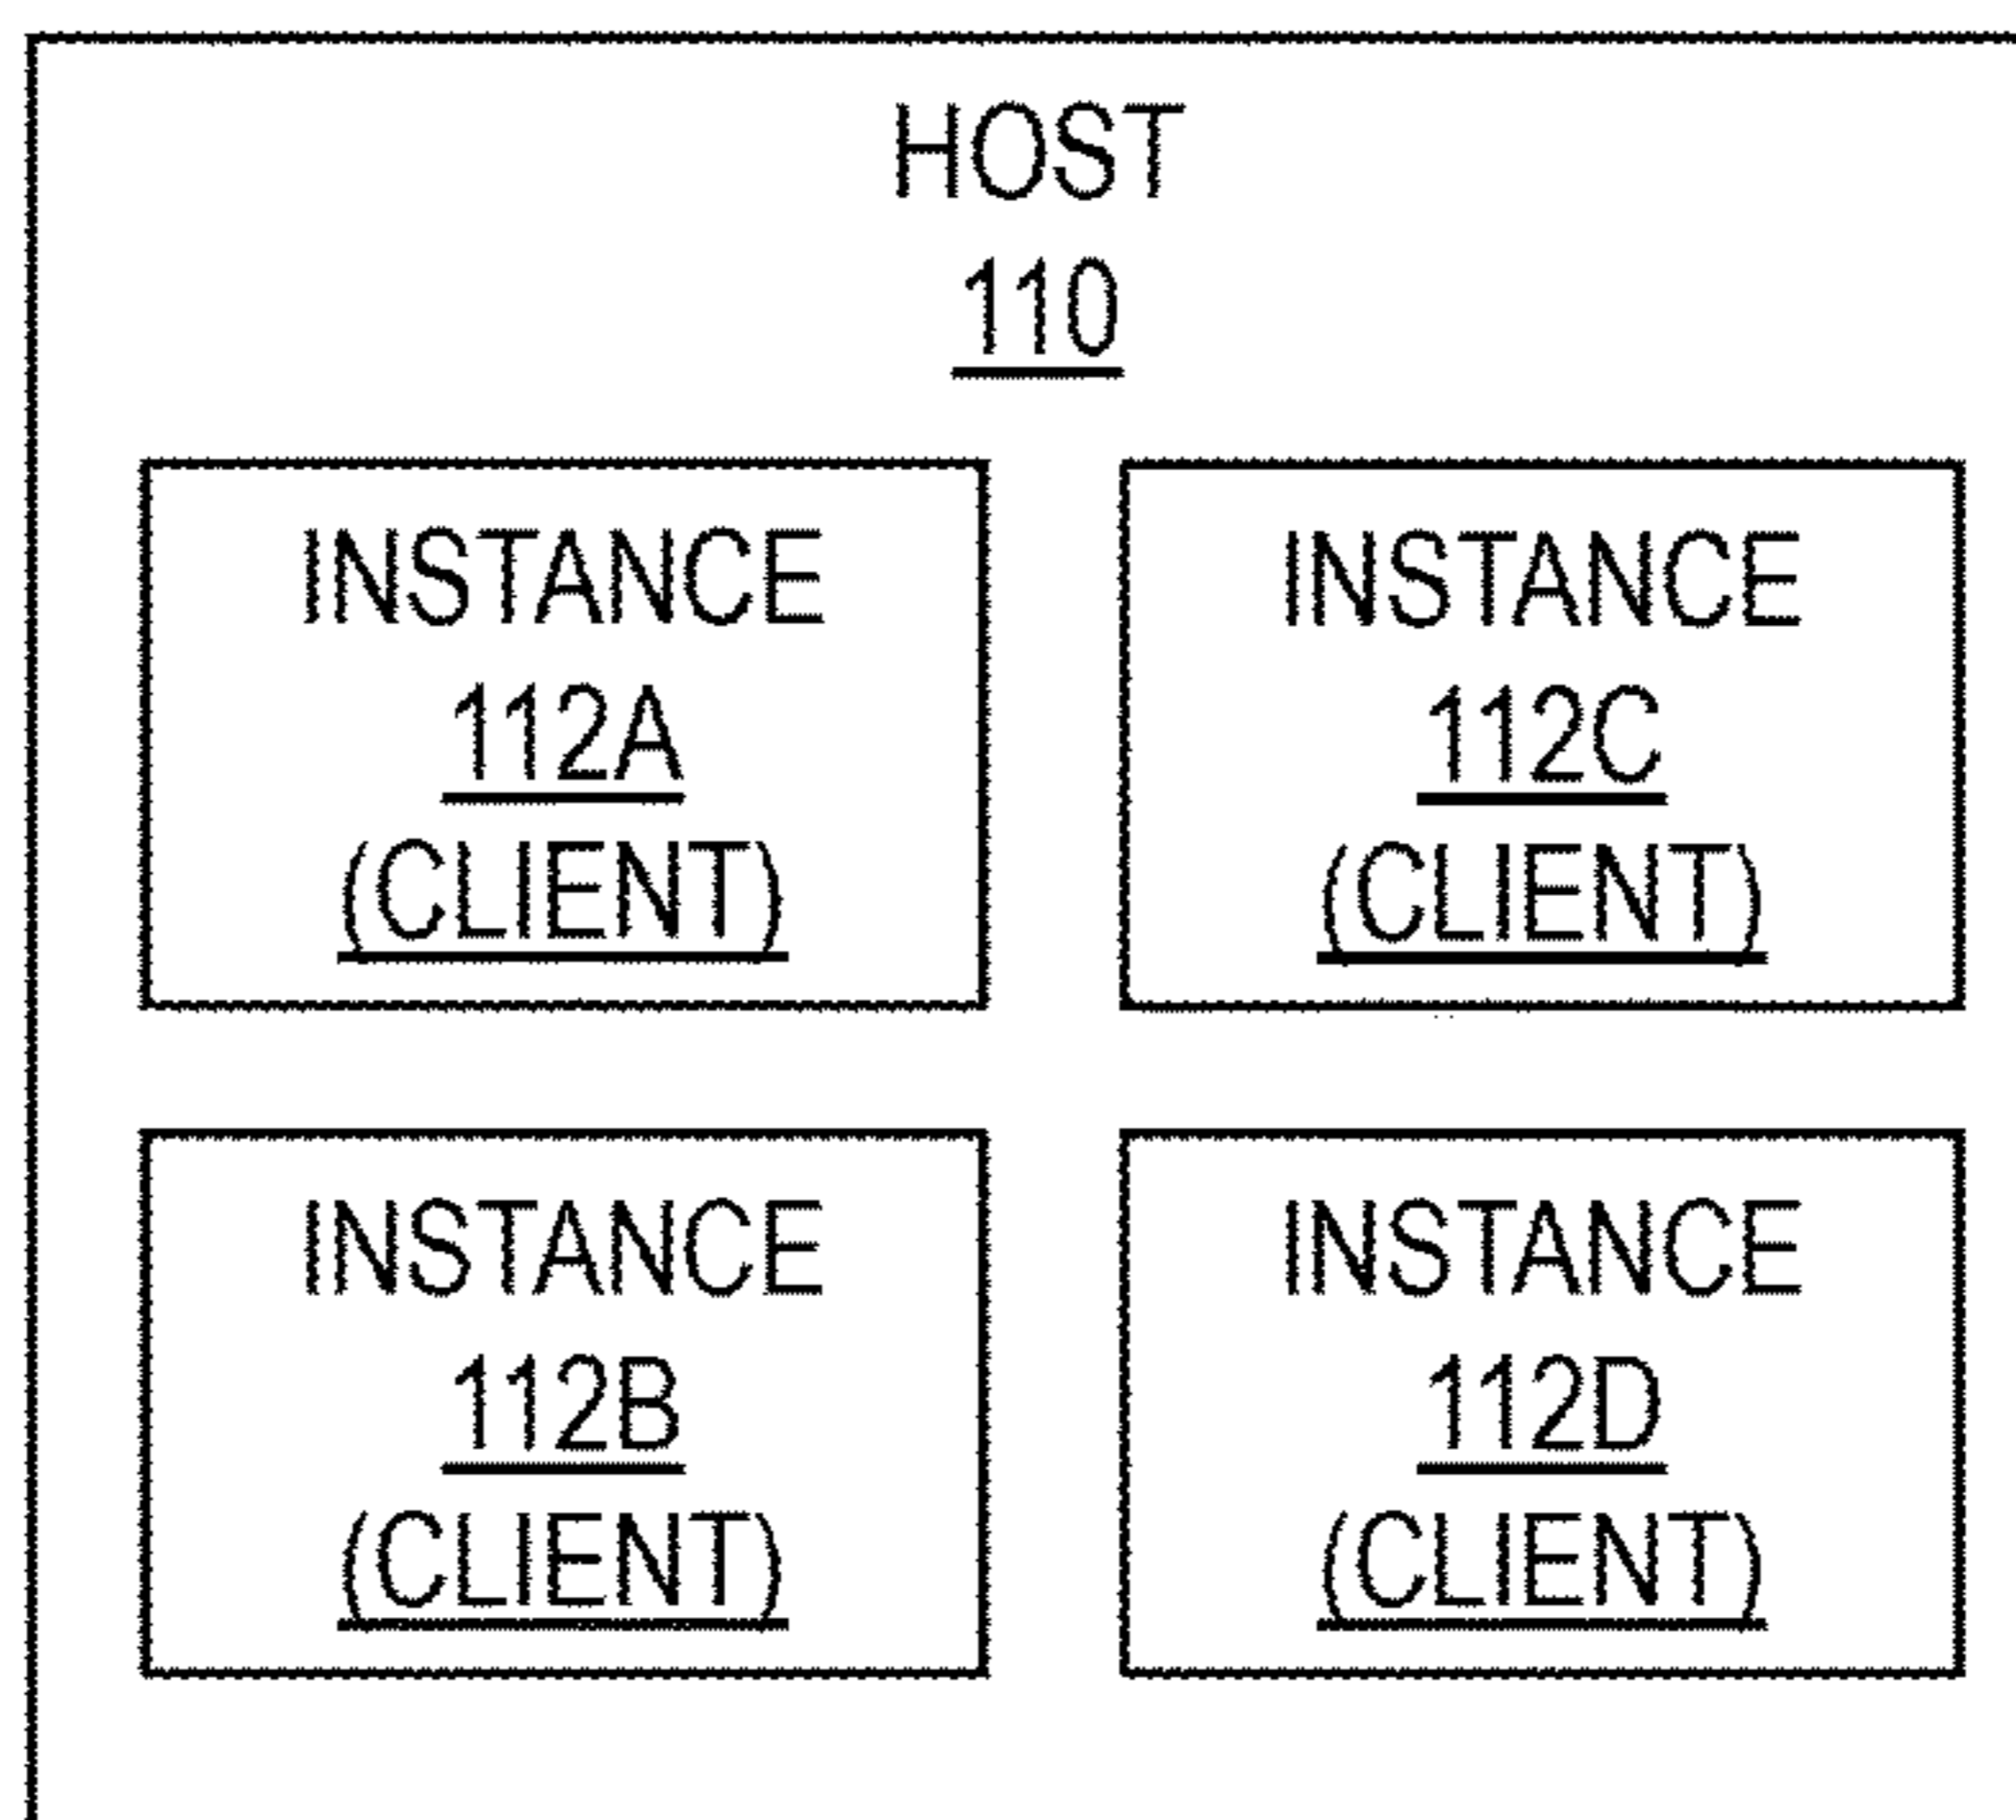 HOST
110
INSTANCE
112A
(CLIENT)
INSTANCE
112C
(CLIENT)
INSTANCE
112B
(CLIENT)
INSTANCE
112D
(CLIENT)